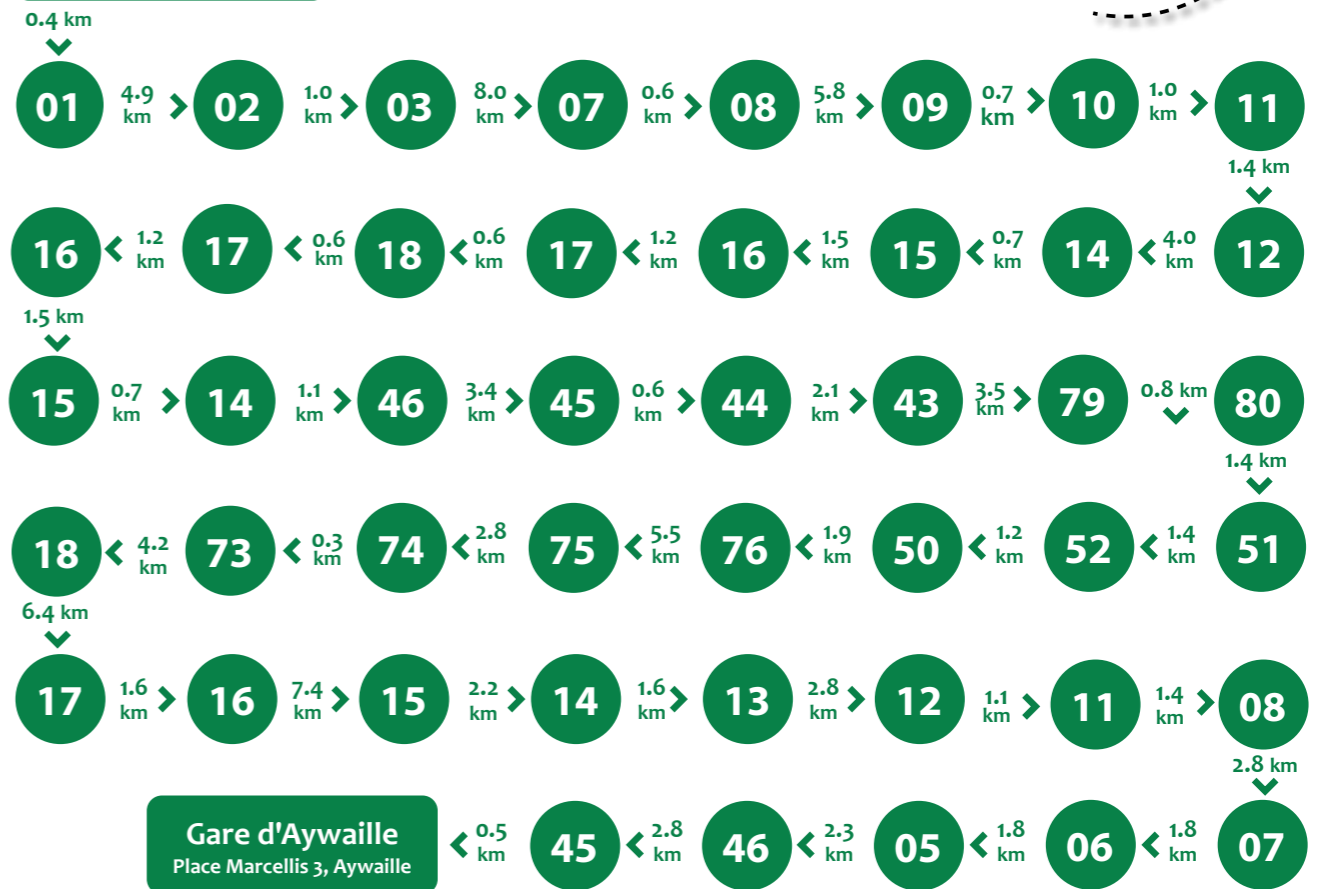 0.4 km
01 4.9 km 02 1.0 km 03 8.0 km 07 0.6 km 08 5.8 km 09 0.7 km 10 1.0 km 11
1.4 km
16 1.2 km 17 0.6 km 18 0.6 km 17 1.2 km 16 1.5 km 15 0.7 km 14 4.0 km 12
1.5 km
15 0.7 km 14 1.1 km 46 3.4 km 45 0.6 km 44 2.1 km 43 3.5 km 79 0.8 km 80
1.4 km
18 4.2 km 73 0.3 km 74 2.8 km 75 5.5 km 76 1.9 km 50 1.2 km 52 1.4 km 51
6.4 km
17 1.6 km 16 7.4 km 15 2.2 km 14 1.6 km 13 2.8 km 12 1.1 km 11 1.4 km 08
2.8 km
Gare d'Aywaille
Place Marcellis 3, Aywaille
0.5 km 45 2.8 km 46 2.3 km 05 1.8 km 06 1.8 km 07